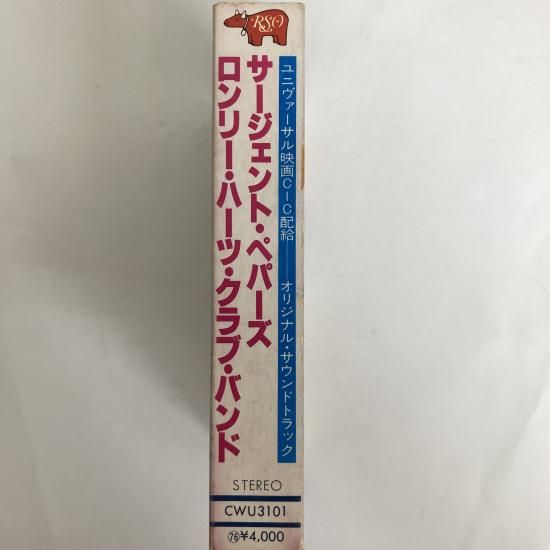 RSO
ユニヴァーサル映画CIC配給——オリジナル・サウンドトラック
サージェント・ペパーズ
ロンリー・ハーツ・クラブ・バンド
STEREO
CWU3101
㊆¥4,000